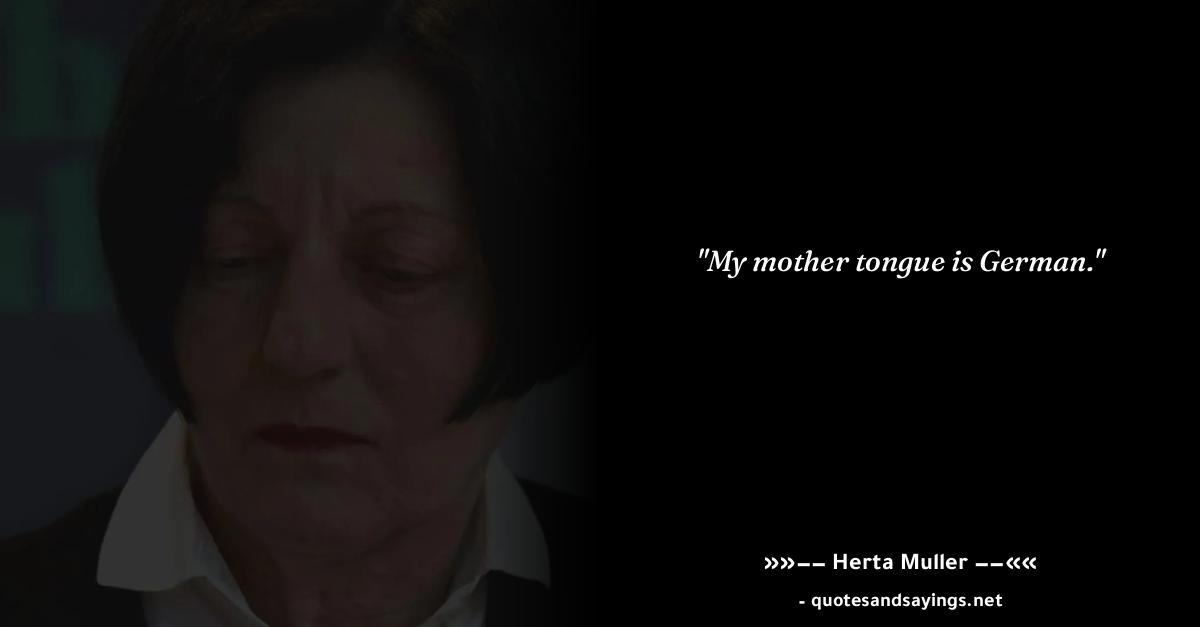 "My mother tongue is German."
»»−− Herta Muller −−««
- quotesandsayings.net